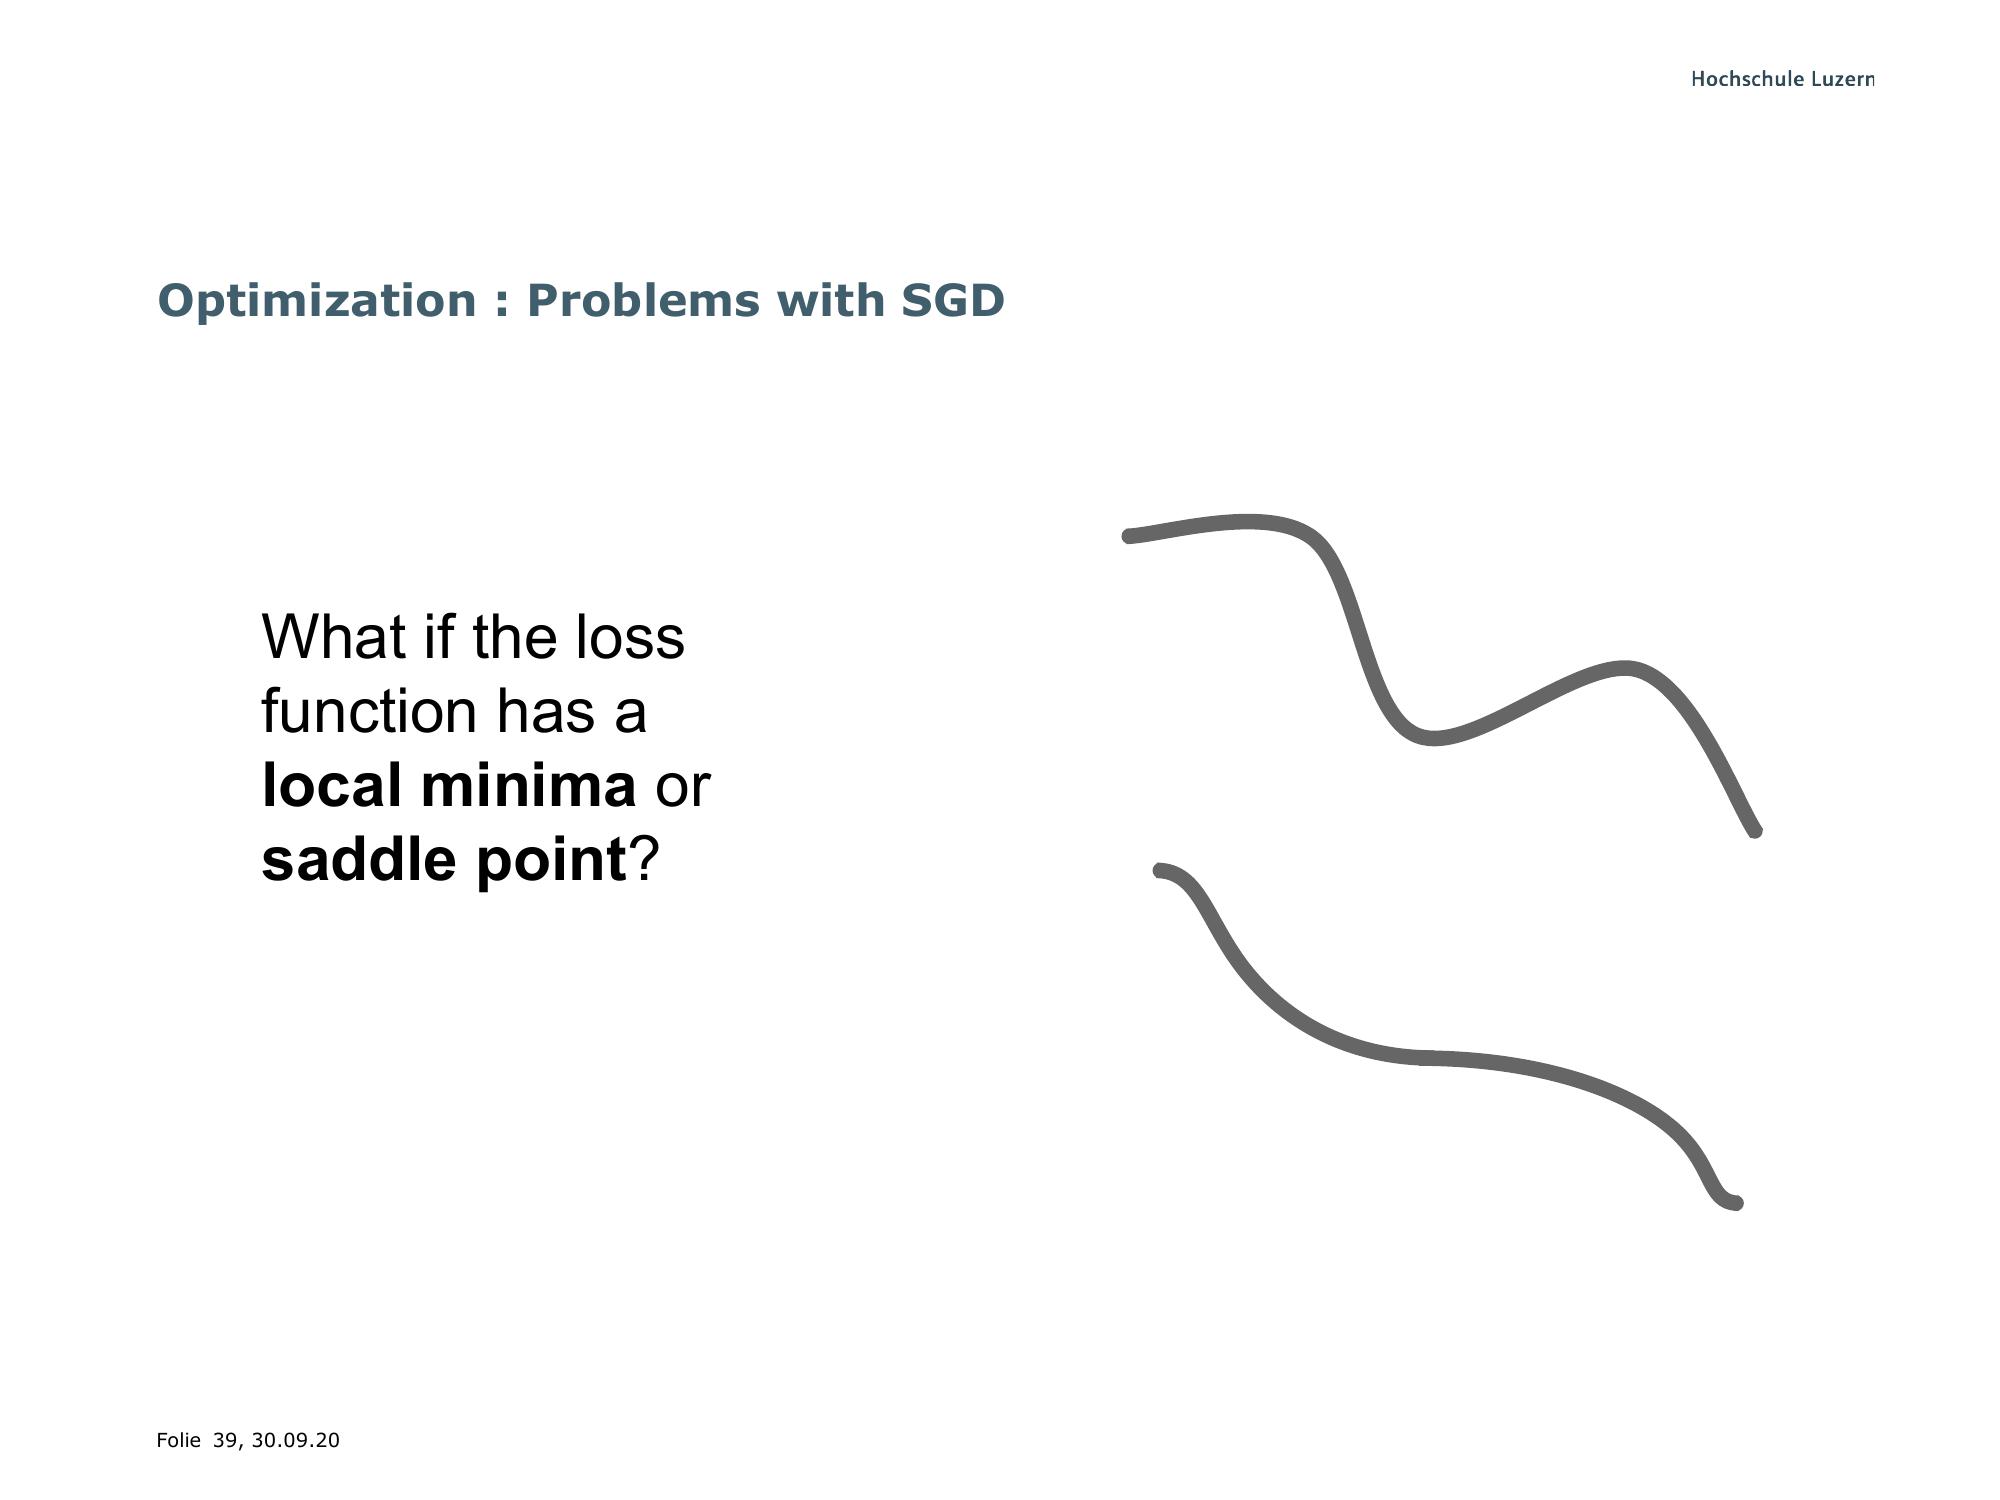 Hochschule Luzern
Optimization : Problems with SGD
What if the loss
function has a
local minima or
saddle point?
Folie 39, 30.09.20